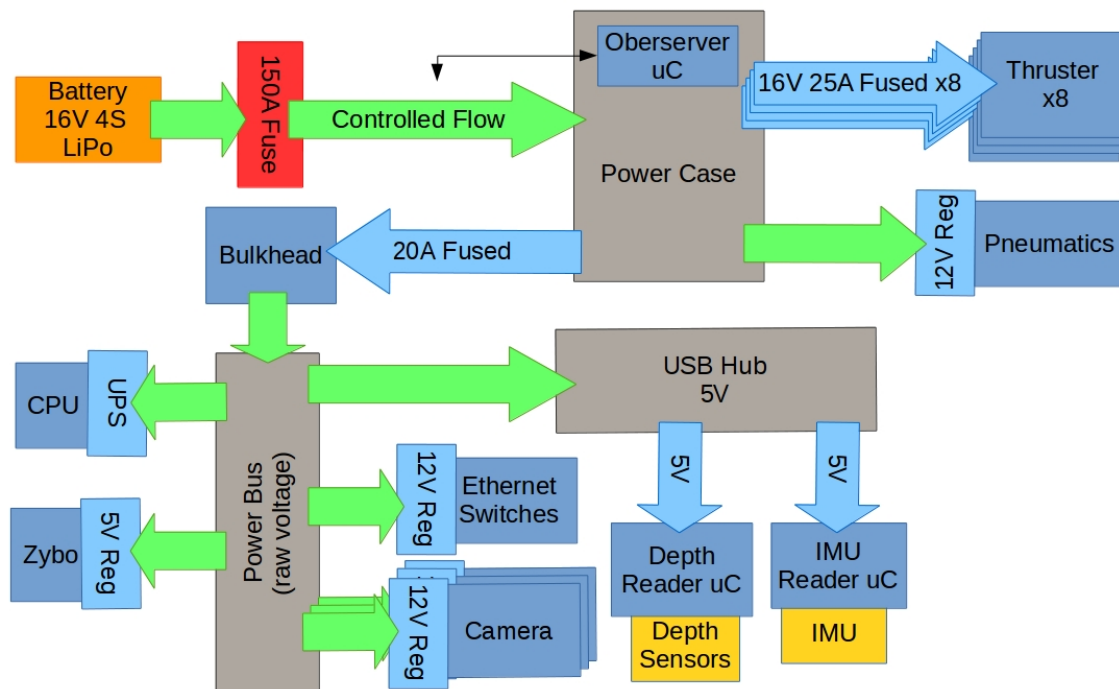 Battery
16V 4S
LiPo
150A Fuse
Controlled Flow
Oberserver
uC
Power Case
16V 25A Fused x8
Thruster
x8
12V Reg
Pneumatics
20A Fused
Bulkhead
USB Hub
5V
CPU
UPS
Zybo
5V Reg
Power Bus
(raw voltage)
12V Reg
Ethernet
Switches
12V Reg
Camera
5V
5V
Depth
Reader uC
Depth
Sensors
IMU
Reader uC
IMU